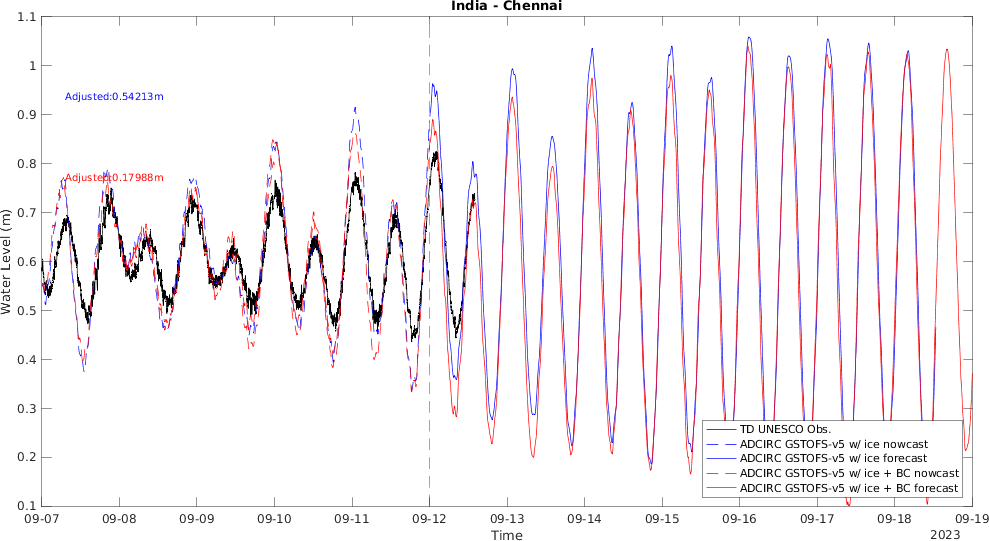 India - Chennai
1.1
1
0.9
0.8
0.7
0.6
0.5
0.4
0.3
0.2
0.1
Water Level (m)
Adjusted:0.54213m
Adjusted:0.17988m
TD UNESCO Obs.
ADCIRC GSTOFS-v5 w/ ice nowcast
ADCIRC GSTOFS-v5 w/ ice forecast
ADCIRC GSTOFS-v5 w/ ice + BC nowcast
ADCIRC GSTOFS-v5 w/ ice + BC forecast
09-07 09-08 09-09 09-10 09-11 09-12 09-13 09-14 09-15 09-16 09-17 09-18 09-19
Time
2023